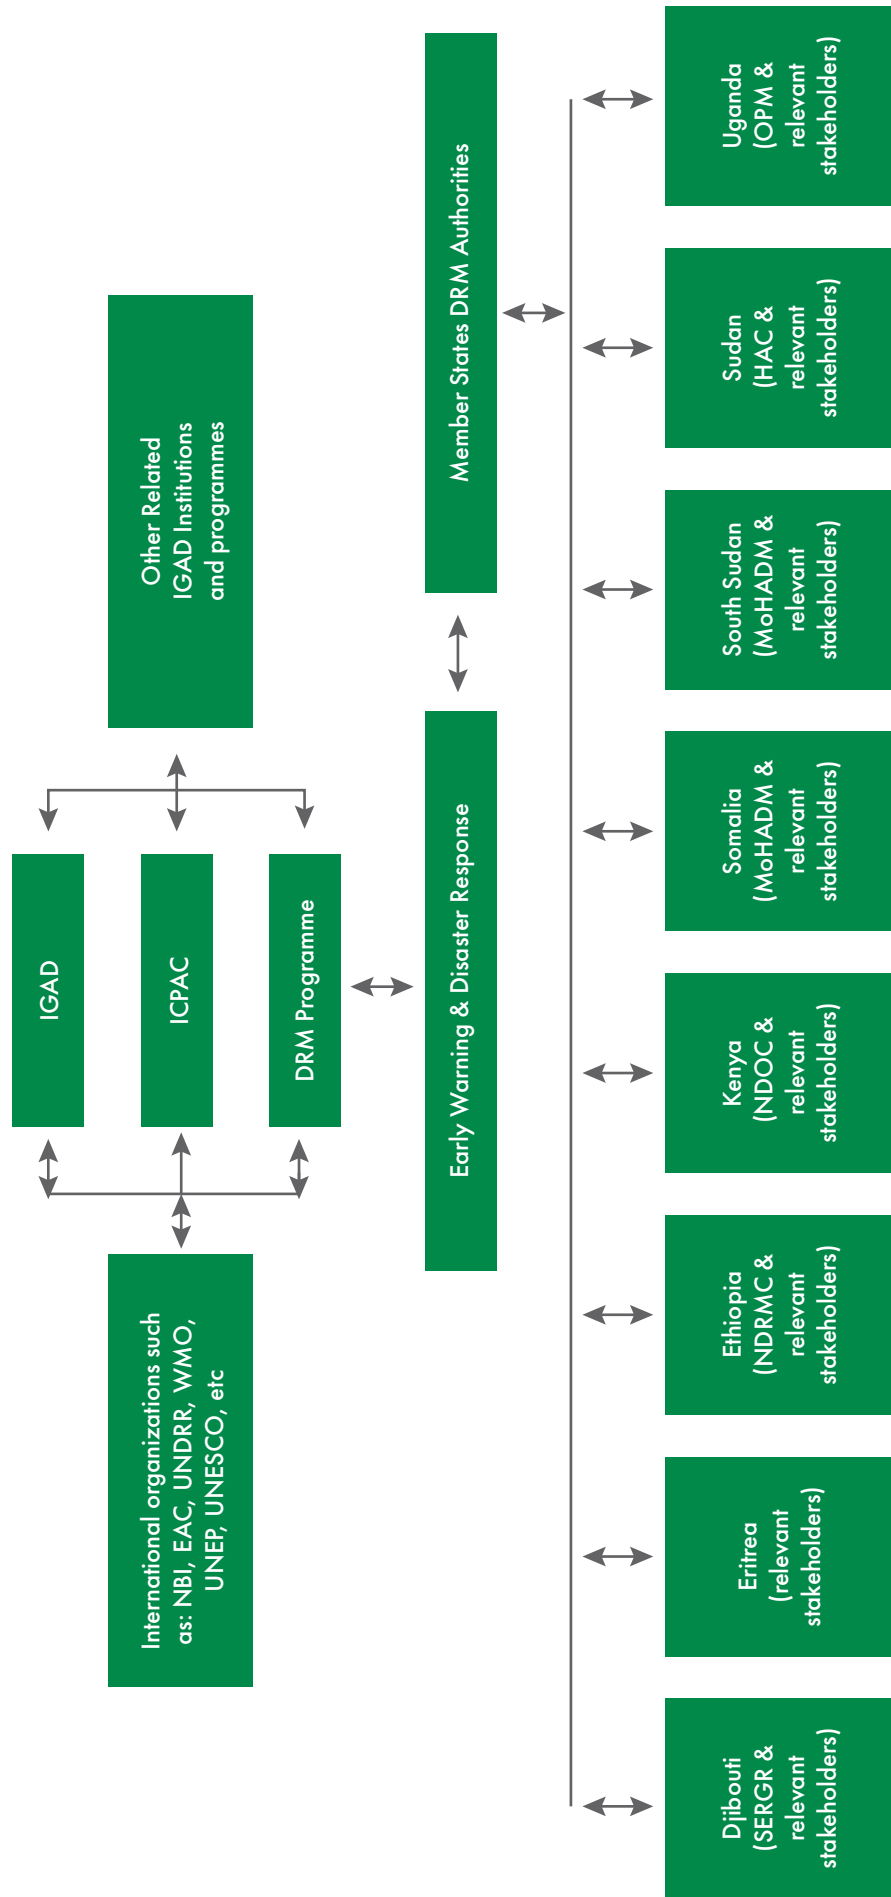 International organizations such
as: NBI, EAC, UNDRR, WMO,
UNEP, UNESCO, etc
IGAD
ICPAC
DRM Programme
Other Related
IGAD Institutions
and programmes
Early Warning & Disaster Response
Member States DRM Authorities
Djibouti
(SERGR &
relevant
stakeholders)
Eritrea
(relevant
stakeholders)
Ethiopia
(NDRMC &
relevant
stakeholders)
Kenya
(NDOC &
relevant
stakeholders)
Somalia
(MoHADM &
relevant
stakeholders)
South Sudan
(MoHADM &
relevant
stakeholders)
Sudan
(HAC &
relevant
stakeholders)
Uganda
(OPM &
relevant
stakeholders)